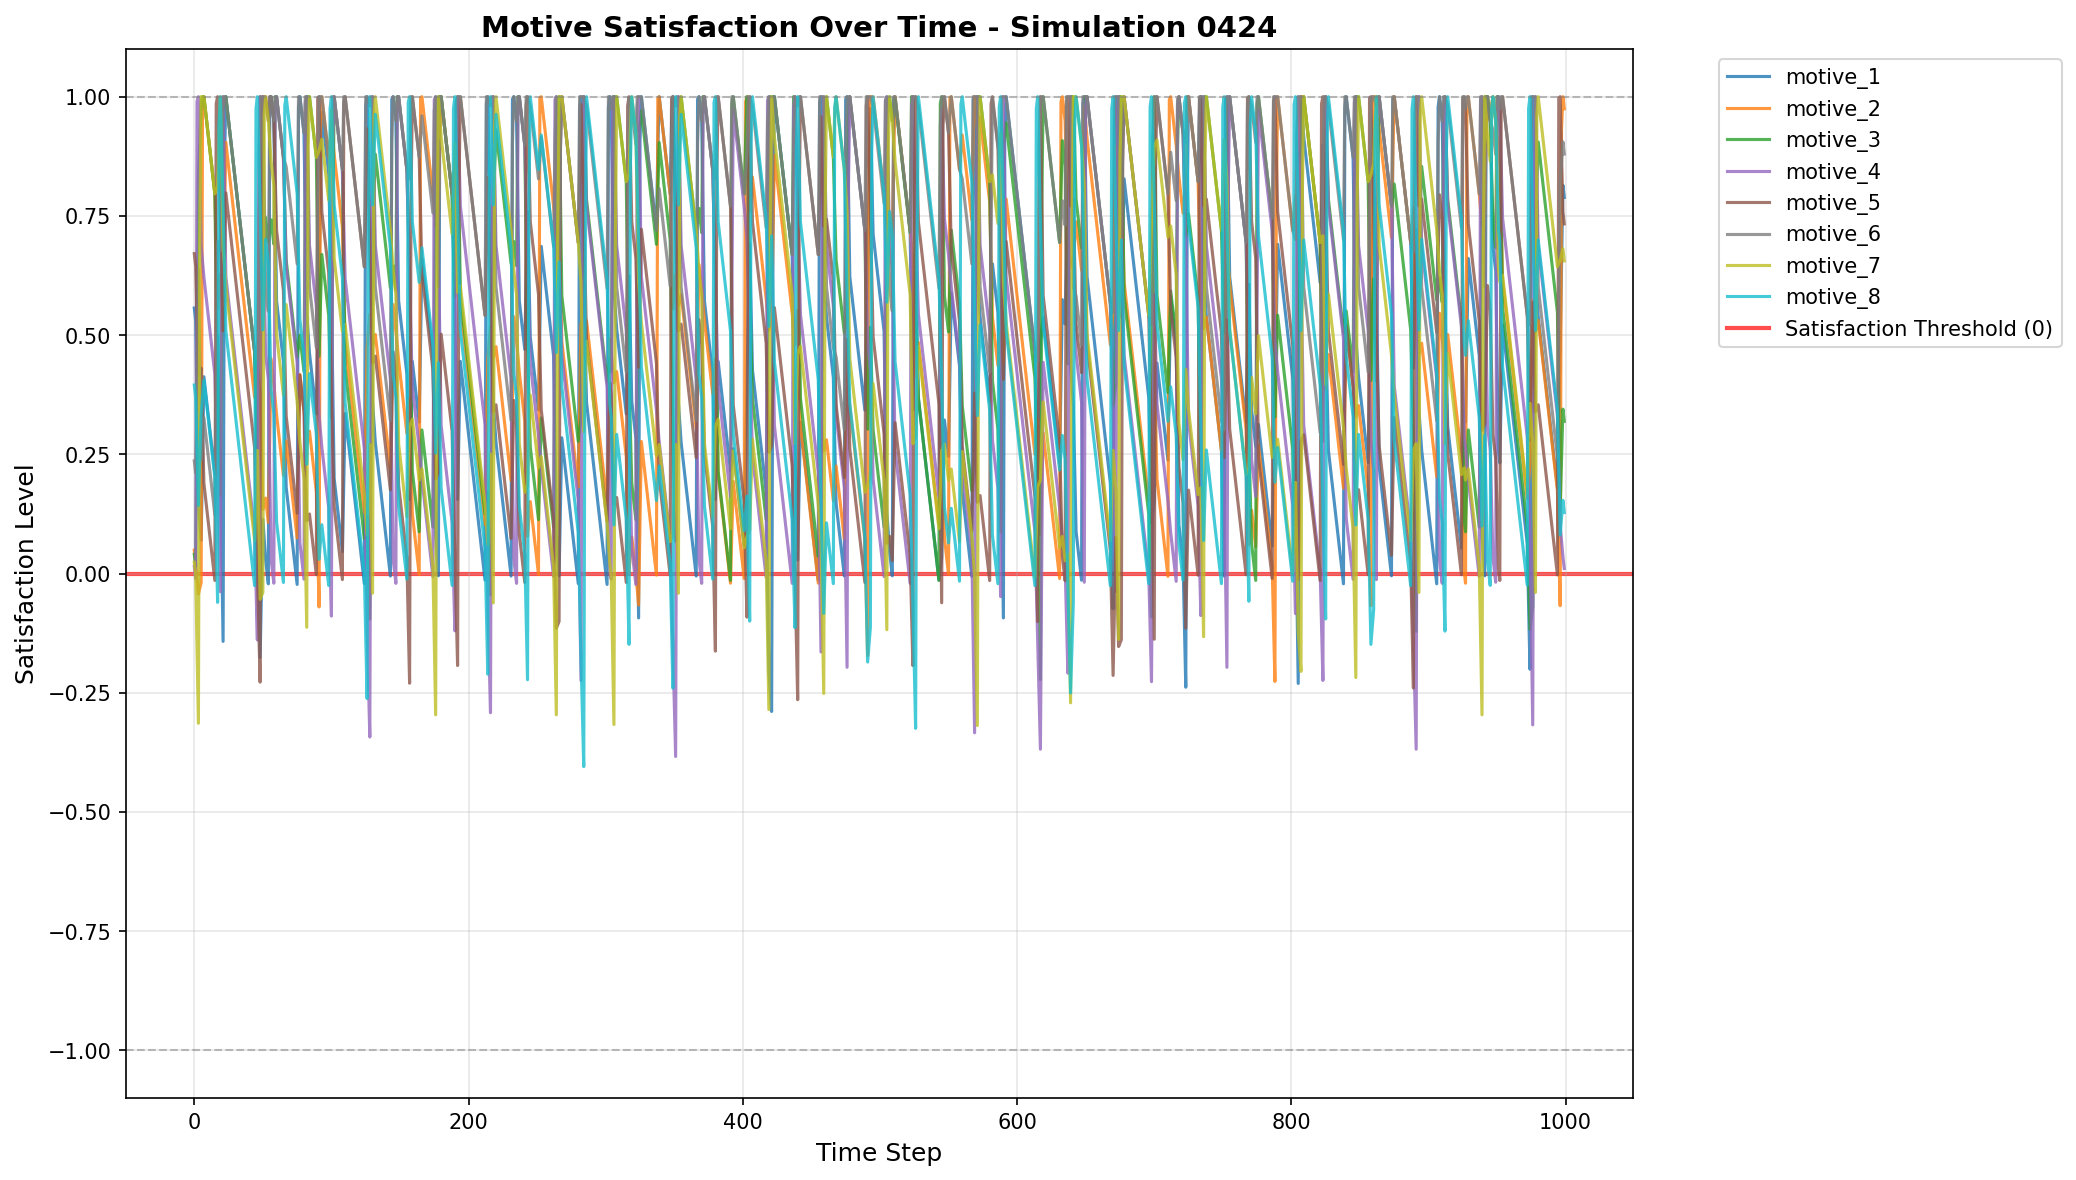 Motive Satisfaction Over Time - Simulation 0424
1.00
0.75
0.50
0.25
0.00
−0.25
−0.50
−0.75
−1.00
Satisfaction Level
0 200 400 600 800 1000
Time Step
motive_1
motive_2
motive_3
motive_4
motive_5
motive_6
motive_7
motive_8
Satisfaction Threshold (0)